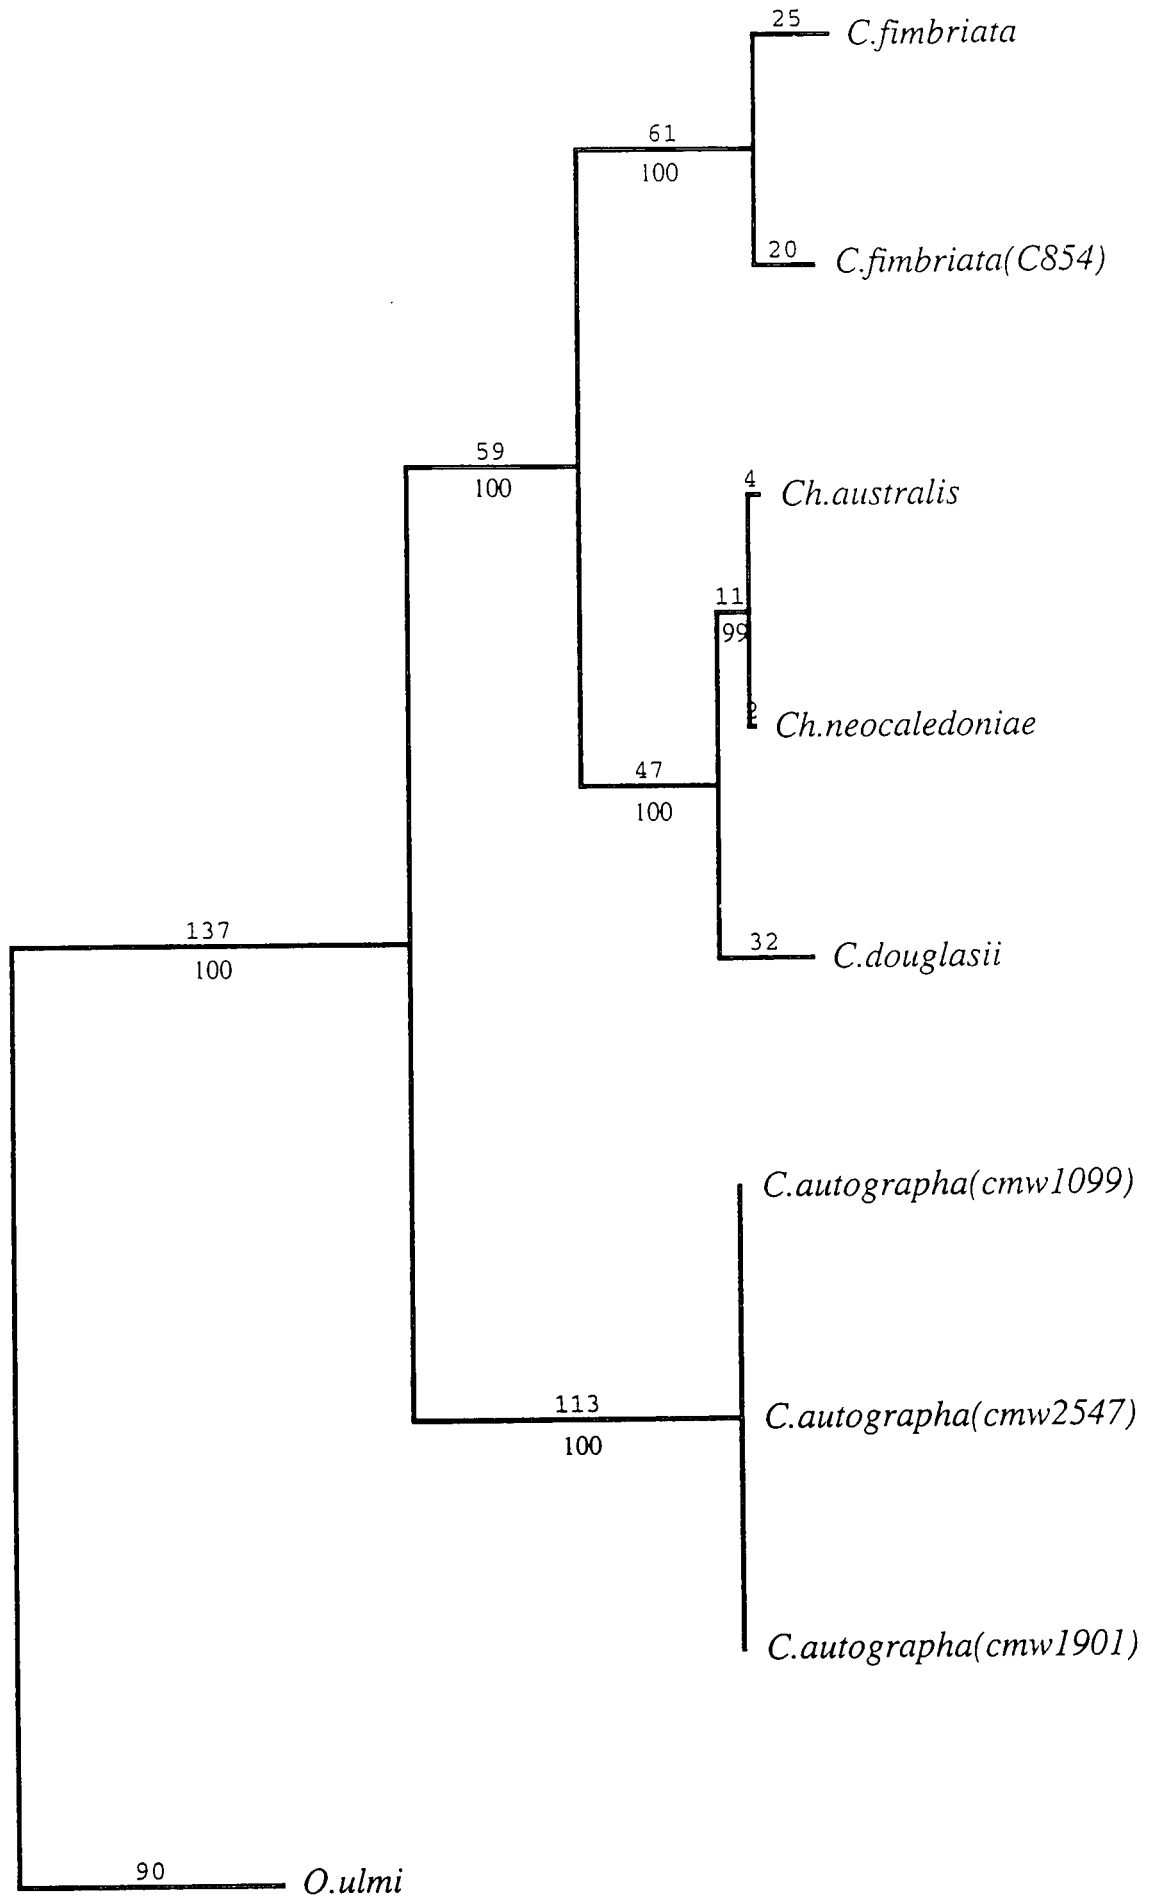 25
C.fimbriata
61
100
20
C.fimbriata(C854)
59
100
4
Ch.australis
11
99
2
Ch.neocaledoniae
47
100
32
C.douglasii
137
100
C.autographa(cmw1099)
113
100
C.autographa(cmw2547)
C.autographa(cmw1901)
90
O.ulmi